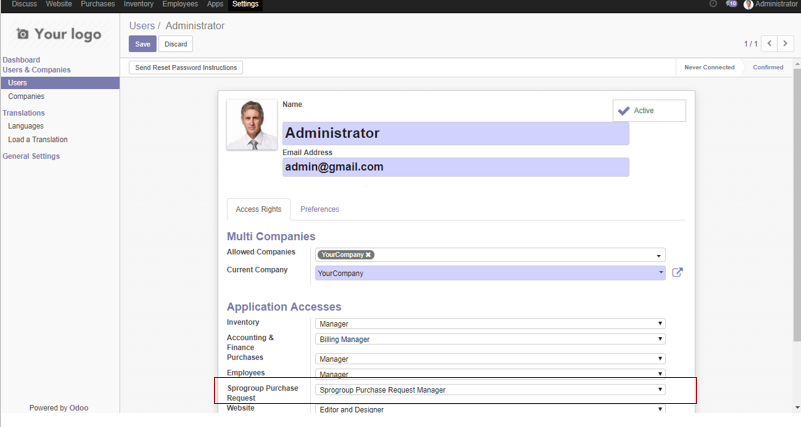 Discuss Website Purchases Inventory Employees Apps Settings
Administrator
Your logo
Users / Administrator
Save Discard
1 / 1
Dashboard
Users & Companies
Users
Companies
Translations
Languages
Load a Translation
General Settings
Powered by Odoo
Send Reset Password Instructions
Never Connected Confirmed
Name
Active
Administrator
Email Address
admin@gmail.com
Access Rights Preferences
Multi Companies
Allowed Companies YourCompany
Current Company YourCompany
Application Accesses
Inventory Manager
Accounting & Billing Manager
Finance
Purchases Manager
Employees Manager
Sprogroup Purchase Sprogroup Purchase Request Manager
Request
Website Editor and Designer